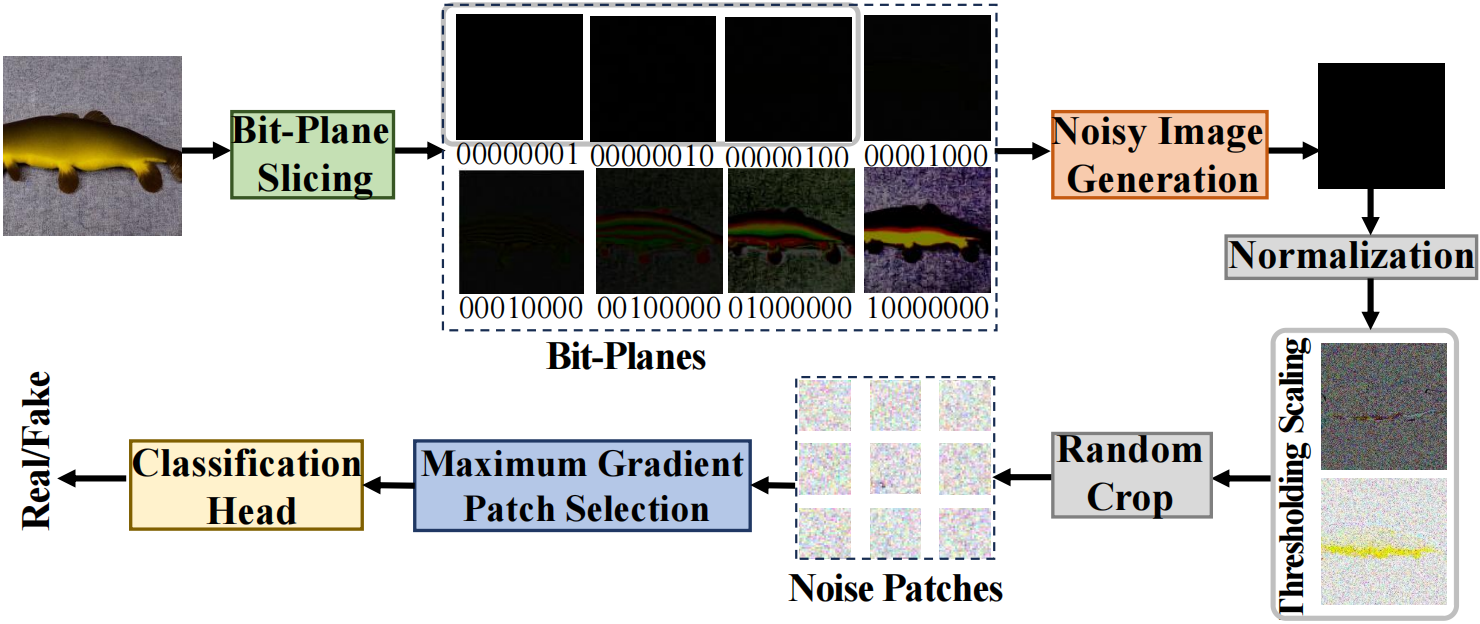 Bit-Plane
Slicing
00000001 00000010 00000100 00001000
00010000 00100000 01000000 10000000
Bit-Planes
Noisy Image
Generation
Normalization
Scaling
Thresholding
Random
Crop
Noise Patches
Maximum Gradient
Patch Selection
Classification
Head
Real/Fake